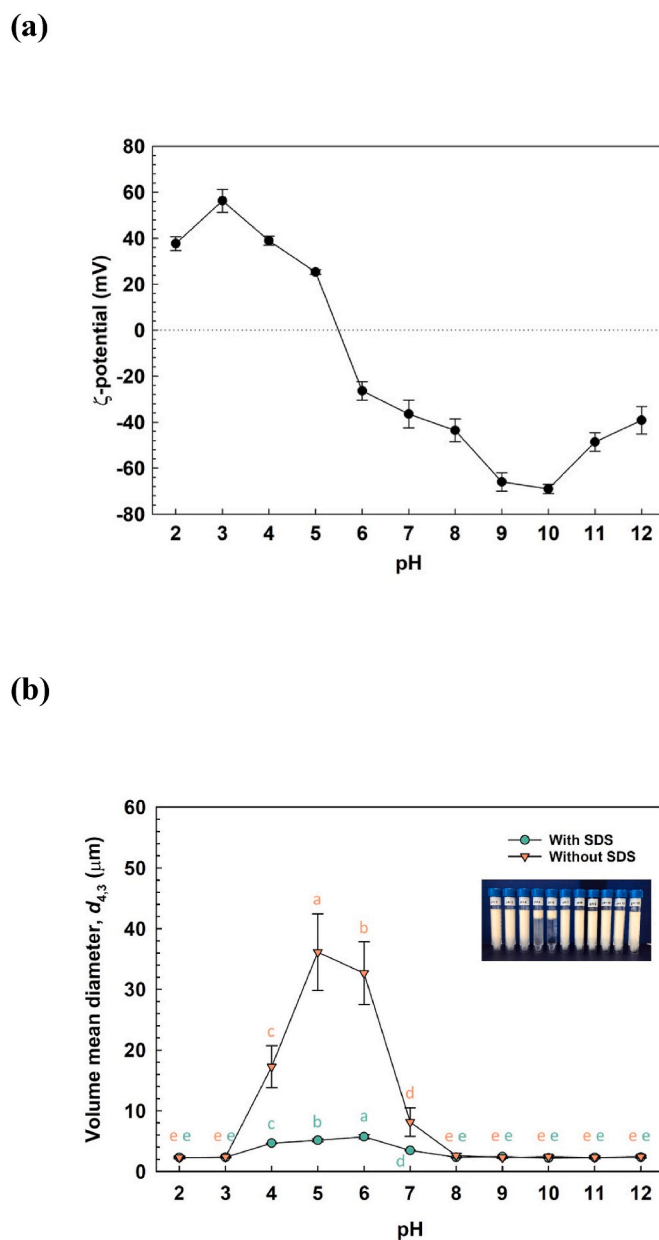 (a)
80
60
40
20
0
-20
-40
-60
-80
ζ-potential (mV)
2 3 4 5 6 7 8 9 10 11 12
pH
(b)
60
50
40
30
20
10
0
Volume mean diameter, d4,3 (μm)
With SDS
Without SDS
a
b
c
d
e e e e c b a e e e e e e e e e e
d
2 3 4 5 6 7 8 9 10 11 12
pH